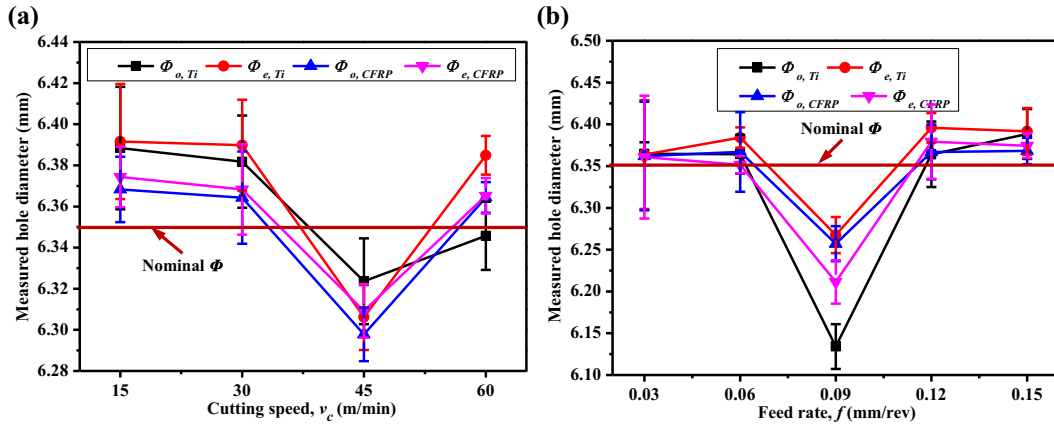 (a)
Measured hole diameter (mm)
6.44
6.42
6.40
6.38
6.36
6.34
6.32
6.30
6.28
Φo, Ti Φe, Ti Φo, CFRP Φe, CFRP
Nominal Φ
15 30 45 60
Cutting speed, vc (m/min)
(b)
Measured hole diameter (mm)
6.50
6.45
6.40
6.35
6.30
6.25
6.20
6.15
6.10
Φo, Ti Φe, Ti
Φo, CFRP Φe, CFRP
Nominal Φ
0.03 0.06 0.09 0.12 0.15
Feed rate, f (mm/rev)